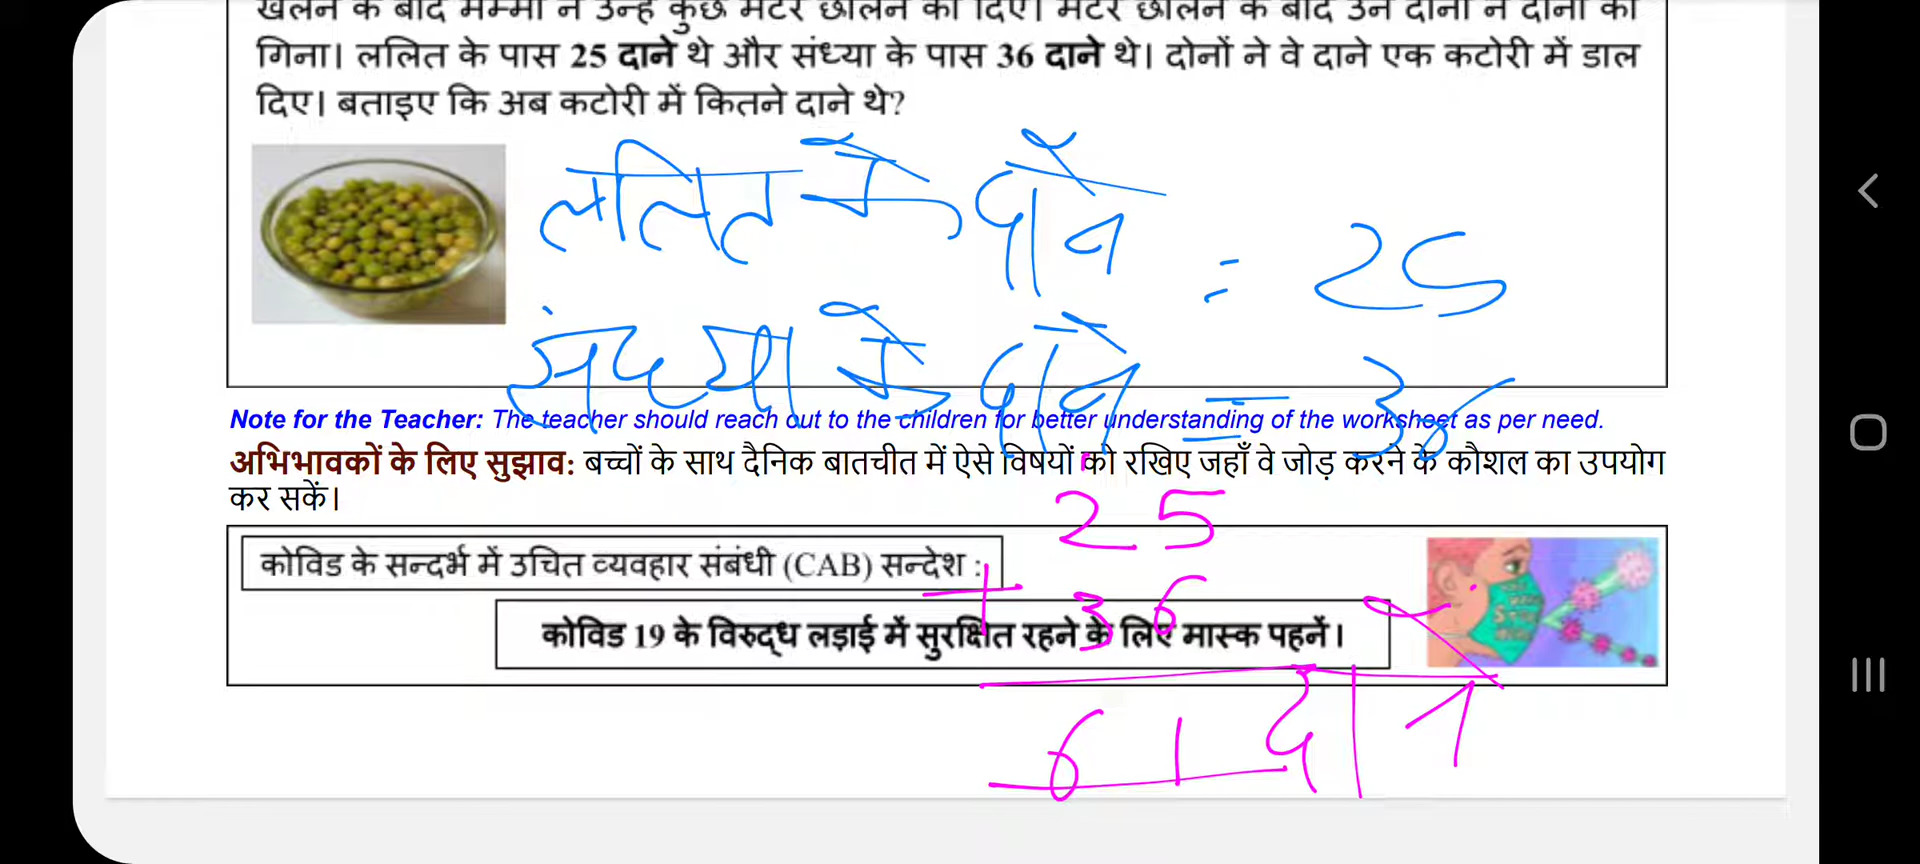 खेलने के बाद मम्मी ने उन्हें कुछ मटर छीलने को दिए। मटर छीलने के बाद उन दोनों ने दानों को
गिना। ललित के पास 25 दाने थे और संध्या के पास 36 दाने थे। दोनों ने वे दाने एक कटोरी में डाल
दिए। बताइए कि अब कटोरी में कितने दाने थे?
ललित के दाने = 25
संध्या के दाने = 36
Note for the Teacher: The teacher should reach out to the children for better understanding of the worksheet as per need.
अभिभावकों के लिए सुझाव: बच्चों के साथ दैनिक बातचीत में ऐसे विषयों को रखिए जहाँ वे जोड़ करने के कौशल का उपयोग
कर सकें।
1
25
कोविड के सन्दर्भ में उचित व्यवहार संबंधी (CAB) सन्देश :
+ 36
कोविड 19 के विरुद्ध लड़ाई में सुरक्षित रहने के लिए मास्क पहनें।
61 दाने